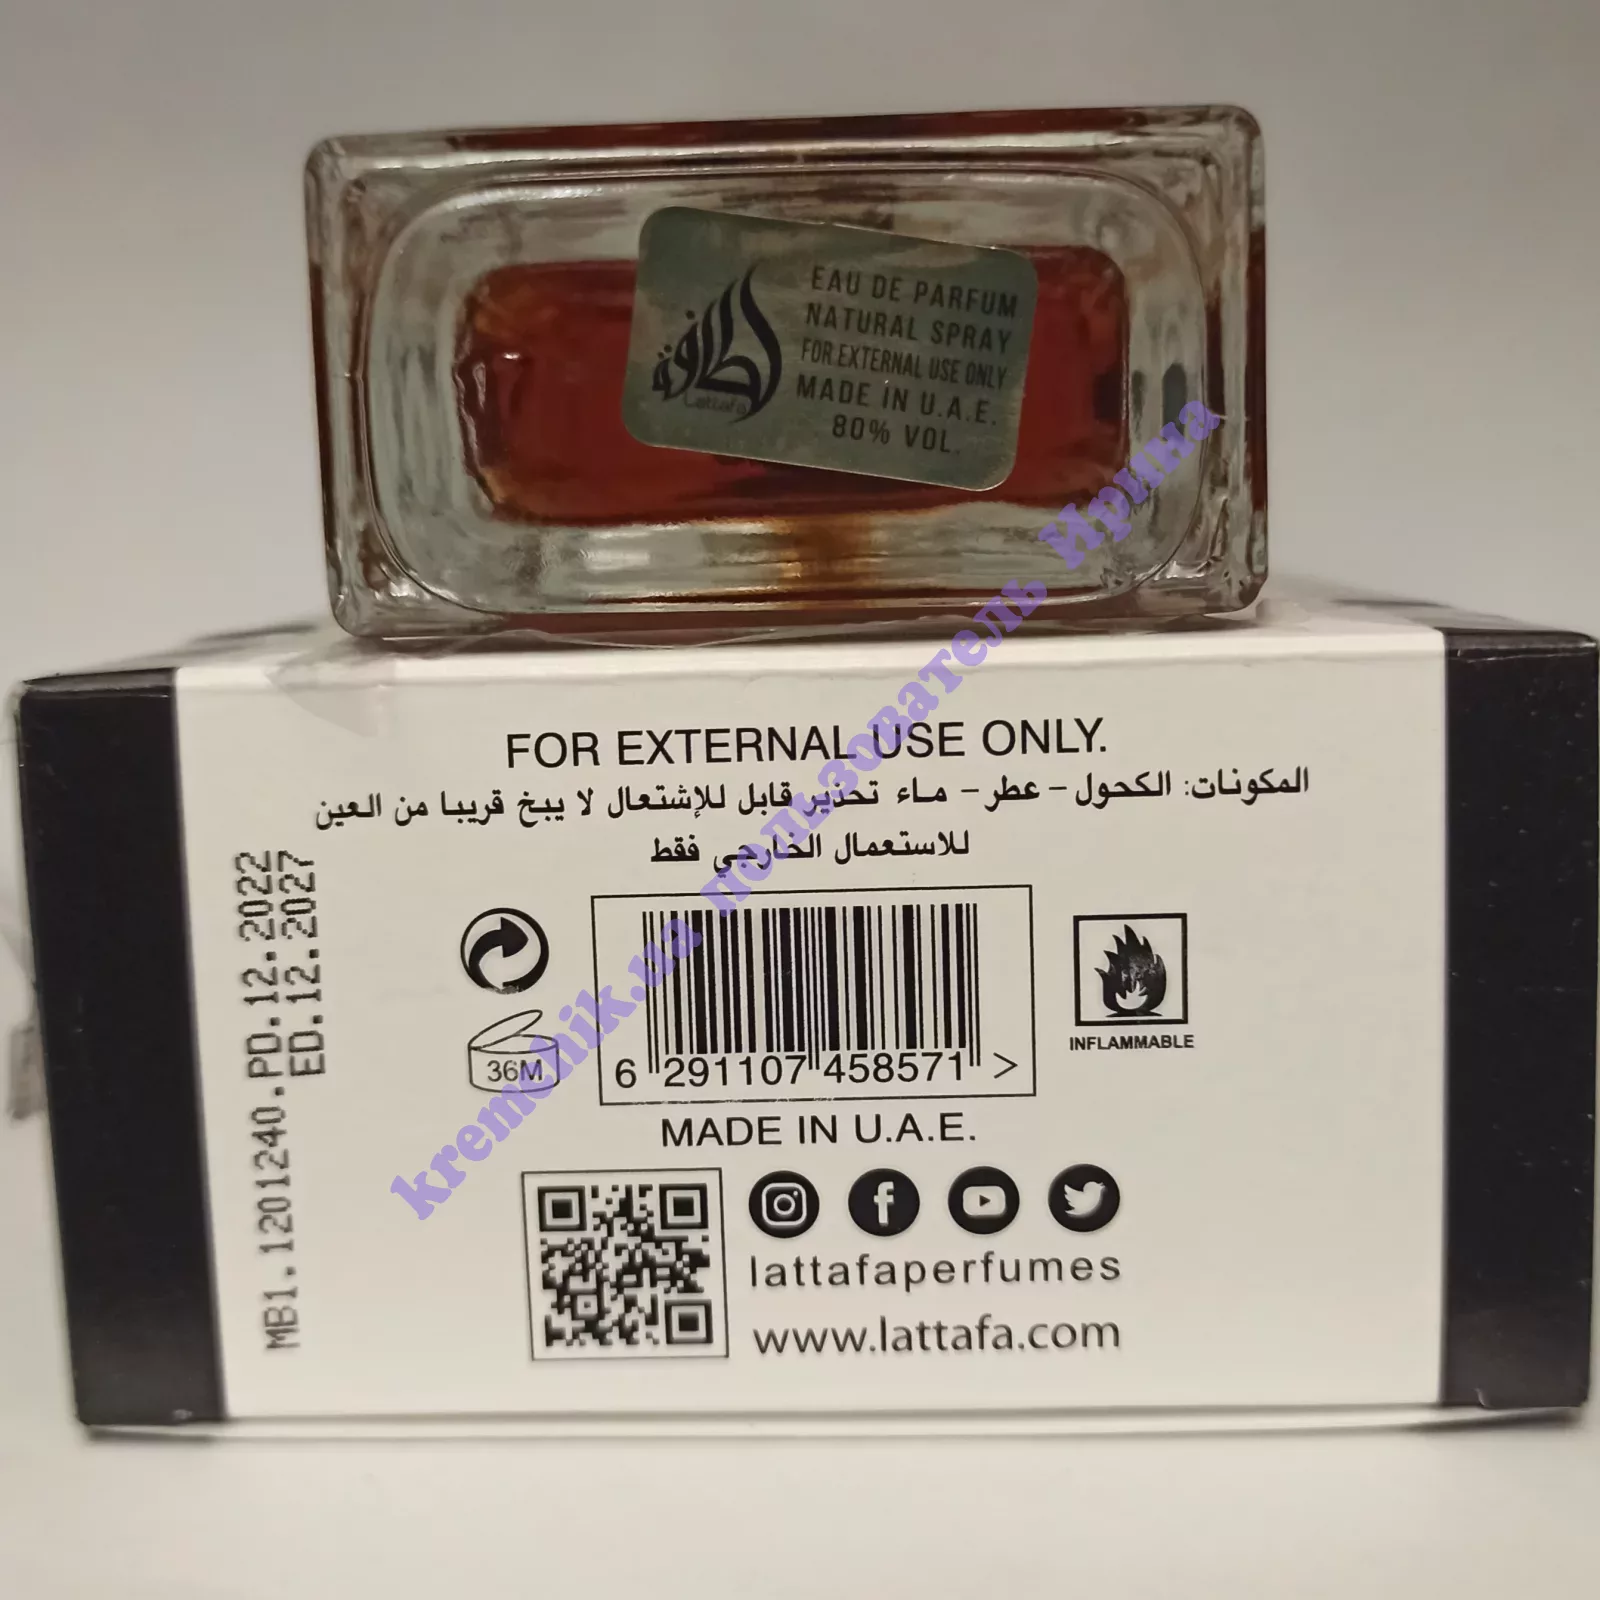 لطافة
Lattafa
EAU DE PARFUM
NATURAL SPRAY
FOR EXTERNAL USE ONLY
MADE IN U.A.E.
80% VOL.
FOR EXTERNAL USE ONLY.
المكونات: الكحول - عطر - ماء تحذير قابل للإشتعال لا يبخ قريبا من العين
للاستعمال الخارجي فقط
MB1.1201240.PD.12.2022
ED.12.2027
36M
6 291107 458571 >
INFLAMMABLE
MADE IN U.A.E.
lattafaperfumes
www.lattafa.com
kremchik.ua пользователь Ирина